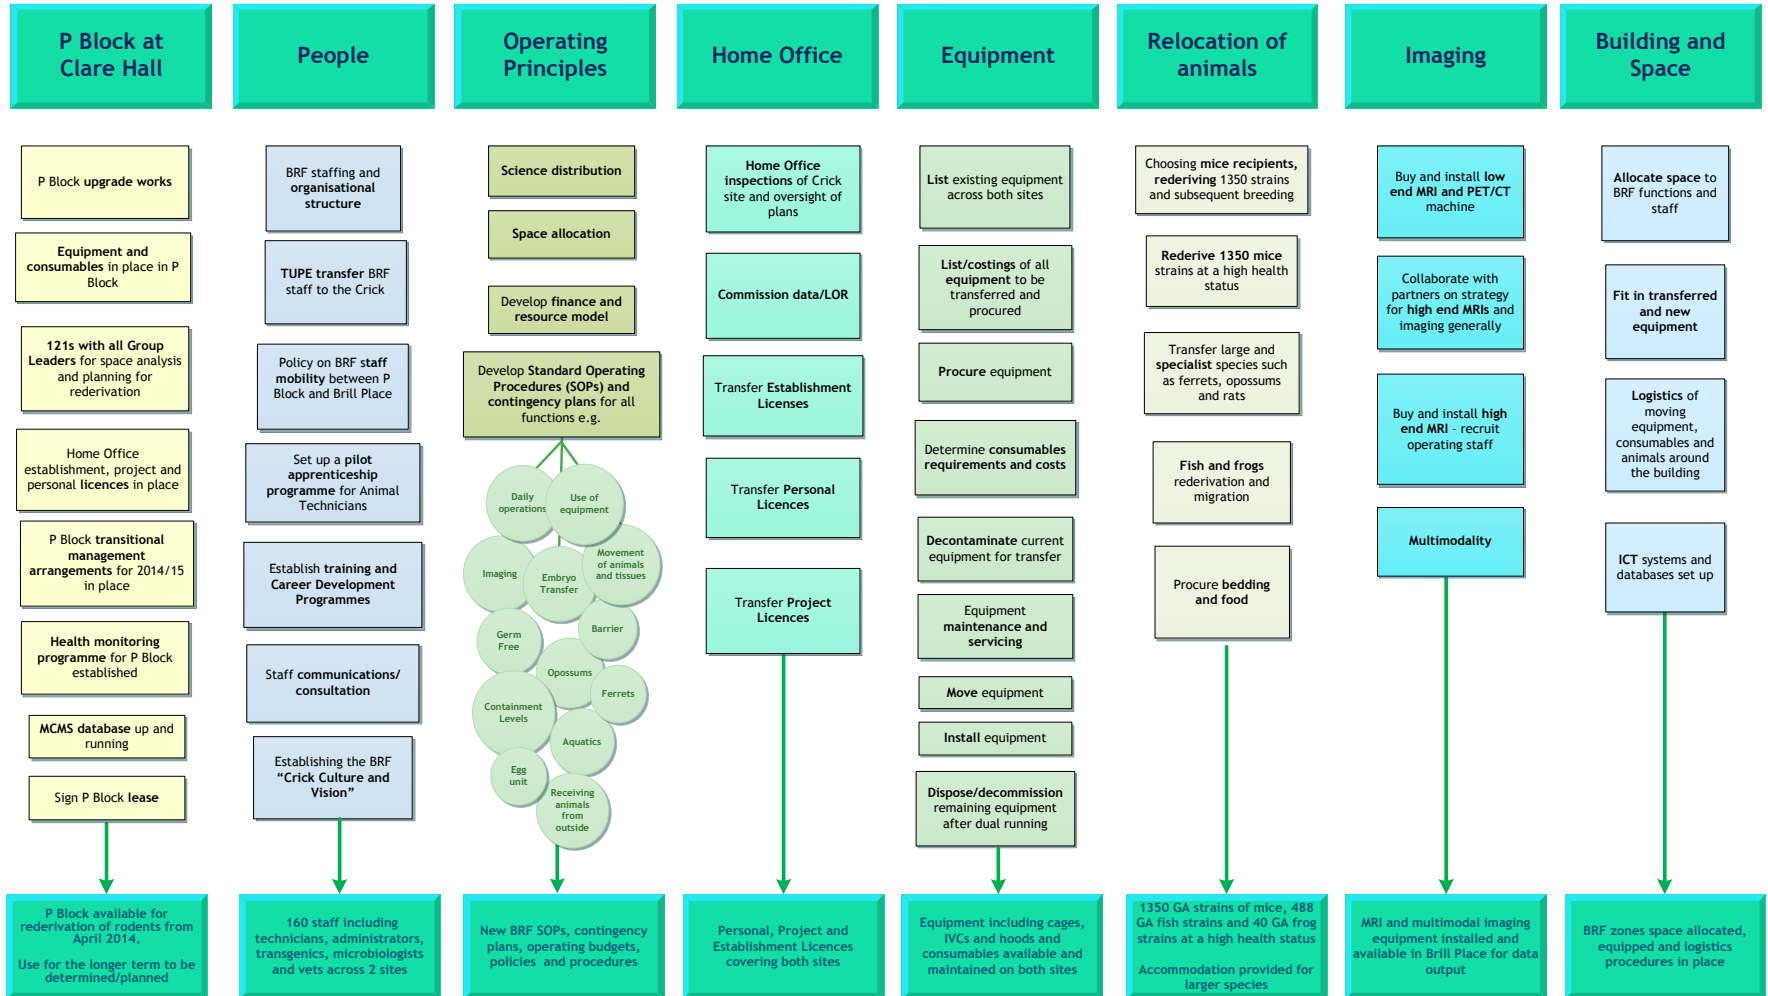 P Block at
Clare Hall
People
Operating
Principles
Home Office
Equipment
Relocation of
animals
Imaging
Building and
Space
P Block upgrade works
Equipment and
consumables in place in P
Block
121s with all Group
Leaders for space analysis
and planning for
rederivation
Home Office
establishment, project and
personal licences in place
P Block transitional
management
arrangements for 2014/15
in place
Health monitoring
programme for P Block
established
MCMS database up and
running
Sign P Block lease
P Block available for
rederivation of rodents from
April 2014.
Use for the longer term to be
determined/planned
BRF staffing and
organisational
structure
TUPE transfer BRF
staff to the Crick
Policy on BRF staff
mobility between P
Block and Brill Place
Set up a pilot
apprenticeship
programme for Animal
Technicians
Establish training and
Career Development
Programmes
Staff communications/
consultation
Establishing the BRF
“Crick Culture and
Vision”
160 staff including
technicians, administrators,
transgenics, microbiologists
and vets across 2 sites
Science distribution
Space allocation
Develop finance and
resource model
Develop Standard Operating
Procedures (SOPs) and
contingency plans for all
functions e.g.
Daily
operations
Use of
equipment
Imaging
Embryo
Transfer
Movement
of animals
and tissues
Germ
Free
Barrier
Opossums
Ferrets
Containment
Levels
Aquatics
Egg
unit
Receiving
animals
from
outside
New BRF SOPs, contingency
plans, operating budgets,
policies and procedures
Home Office
inspections of Crick
site and oversight of
plans
Commission data/LOR
Transfer Establishment
Licenses
Transfer Personal
Licences
Transfer Project
Licences
Personal, Project and
Establishment Licences
covering both sites
List existing equipment
across both sites
List/costings of all
equipment to be
transferred and
procured
Procure equipment
Determine consumables
requirements and costs
Decontaminate current
equipment for transfer
Equipment
maintenance and
servicing
Move equipment
Install equipment
Dispose/decommission
remaining equipment
after dual running
Equipment including cages,
IVCs and hoods and
consumables available and
maintained on both sites
Choosing mice recipients,
rederiving 1350 strains
and subsequent breeding
Rederive 1350 mice
strains at a high health
status
Transfer large and
specialist species such
as ferrets, opossums
and rats
Fish and frogs
rederivation and
migration
Procure bedding
and food
1350 GA strains of mice, 488
GA fish strains and 40 GA frog
strains at a high health status
Accommodation provided for
larger species
Buy and install low
end MRI and PET/CT
machine
Collaborate with
partners on strategy
for high end MRIs and
imaging generally
Buy and install high
end MRI – recruit
operating staff
Multimodality
MRI and multimodal imaging
equipment installed and
available in Brill Place for data
output
Allocate space to
BRF functions and
staff
Fit in transferred
and new
equipment
Logistics of
moving
equipment,
consumables and
animals around
the building
ICT systems and
databases set up
BRF zones space allocated,
equipped and logistics
procedures in place